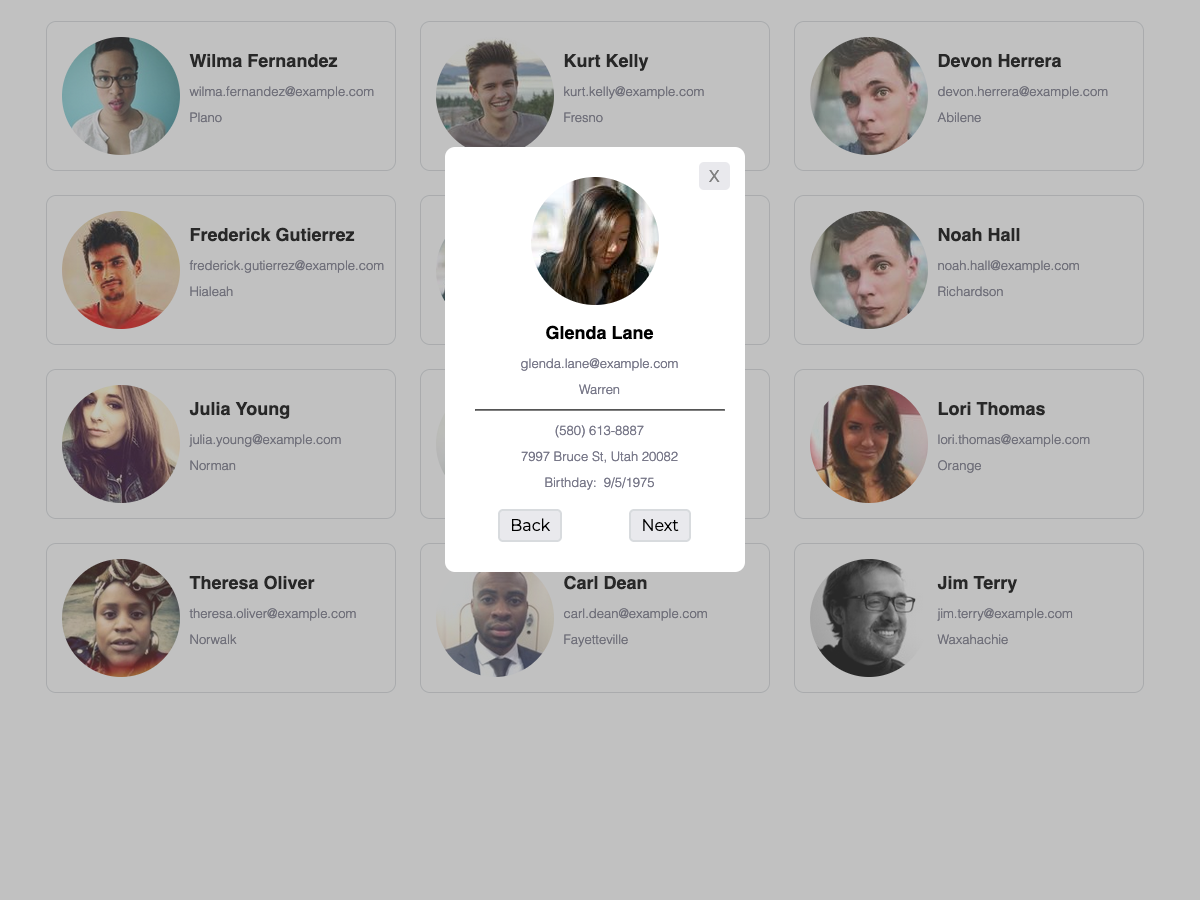 Wilma Fernandez
wilma.fernandez@example.com
Plano
Kurt Kelly
kurt.kelly@example.com
Fresno
Devon Herrera
devon.herrera@example.com
Abilene
X
Glenda Lane
glenda.lane@example.com
Warren
(580) 613-8887
7997 Bruce St, Utah 20082
Birthday: 9/5/1975
Back Next
Frederick Gutierrez
frederick.gutierrez@example.com
Hialeah
Noah Hall
noah.hall@example.com
Richardson
Julia Young
julia.young@example.com
Norman
Lori Thomas
lori.thomas@example.com
Orange
Theresa Oliver
theresa.oliver@example.com
Norwalk
Carl Dean
carl.dean@example.com
Fayetteville
Jim Terry
jim.terry@example.com
Waxahachie